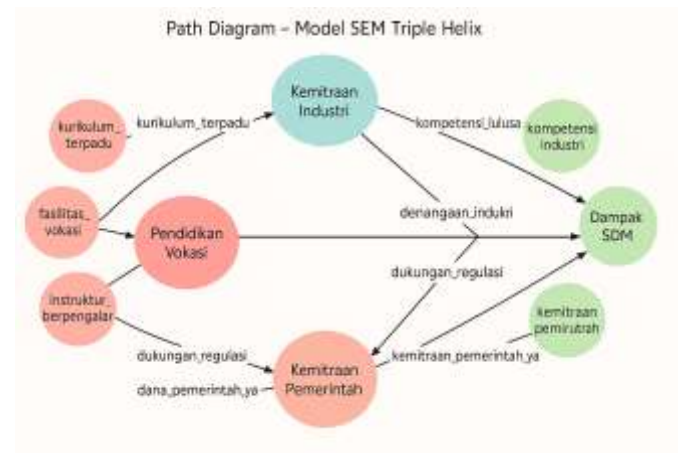 Path Diagram – Model SEM Triple Helix
Kemitraan
Industri
kurikulum_
terpadu
kurikulum_terpadu
kompetensi_lulusa
kompetensi
industri
fasilitas_
vokasi
Pendidikan
Vokasi
denangaan_indukri
Dampak
SDM
dukungan_regulasi
instruktur_
berpengalar
kemitraan
pemirutrah
dukungan_regulasi
kemitraan_pemerintah_ya
dana_pemerintah_ya
Kemitraan
Pemerintah